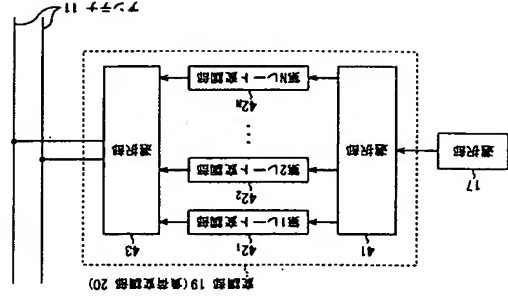 変調部 19(負荷変調部 20)
17
選択部
41
選択部
42₁
第1レート変調部
42₂
第2レート変調部
...
42N
第Nレート変調部
43
選択部
アンテナ 11